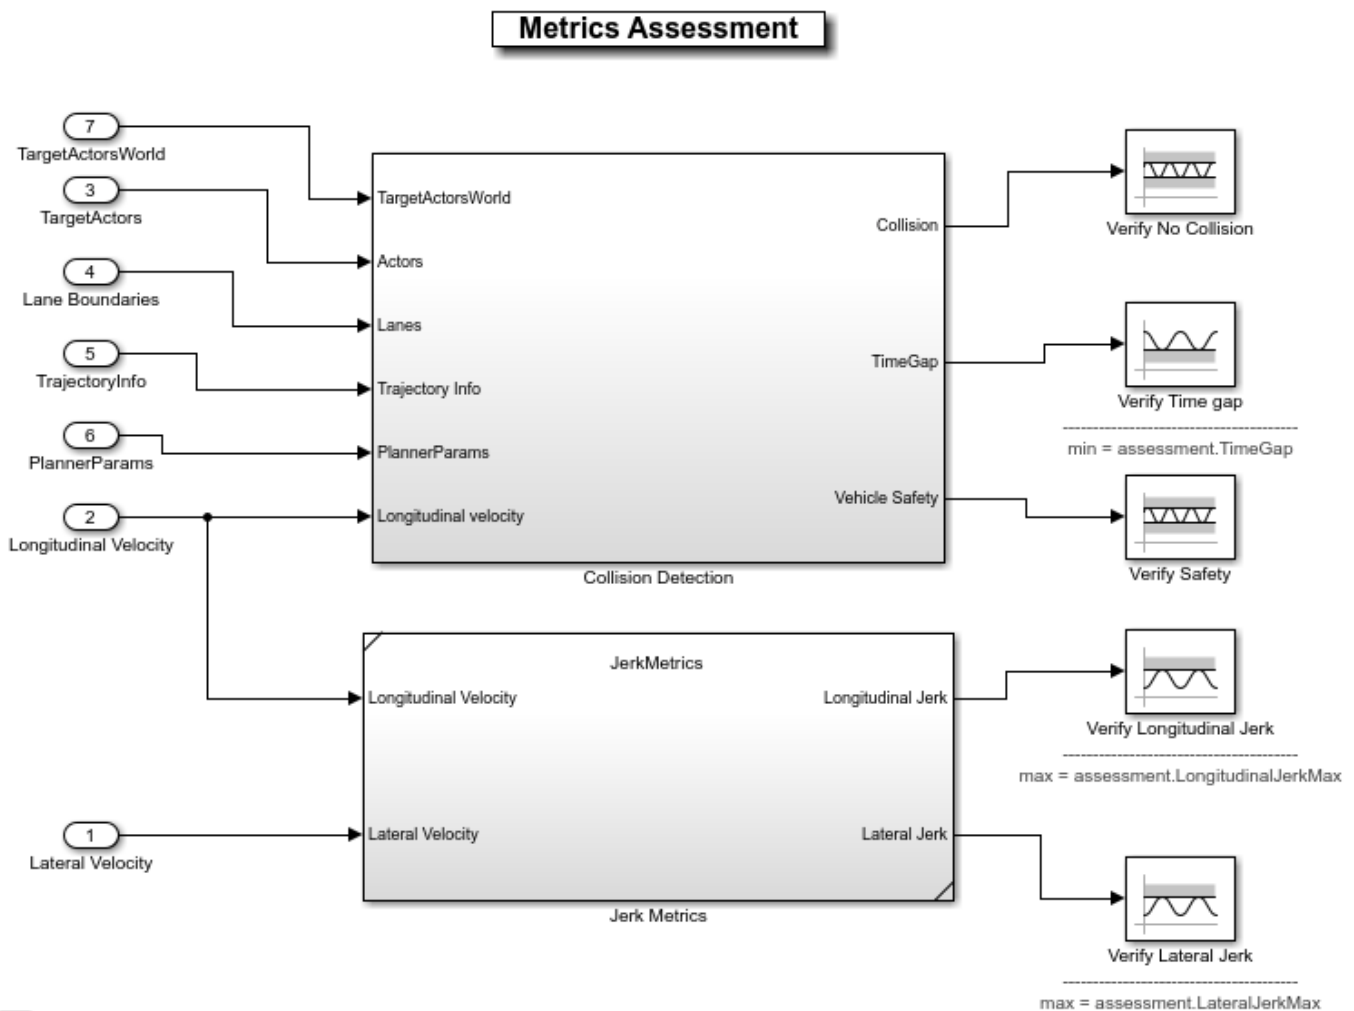 Metrics Assessment
7
TargetActorsWorld
3
TargetActors
4
Lane Boundaries
5
TrajectoryInfo
6
PlannerParams
2
Longitudinal Velocity
1
Lateral Velocity
TargetActorsWorld
Actors
Lanes
Trajectory Info
PlannerParams
Longitudinal velocity
Collision
TimeGap
Vehicle Safety
Collision Detection
JerkMetrics
Longitudinal Velocity
Lateral Velocity
Longitudinal Jerk
Lateral Jerk
Jerk Metrics
Verify No Collision
Verify Time gap
min = assessment.TimeGap
Verify Safety
Verify Longitudinal Jerk
max = assessment.LongitudinalJerkMax
Verify Lateral Jerk
max = assessment.LateralJerkMax